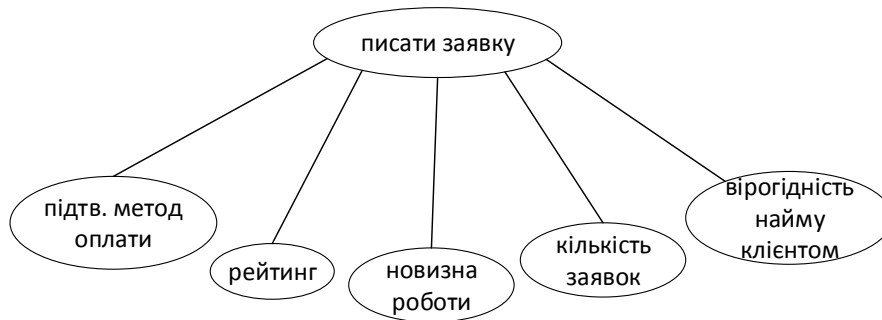 писати заявку
підтв. метод
оплати
рейтинг
новизна
роботи
кількість
заявок
вірогідність
найму
клієнтом